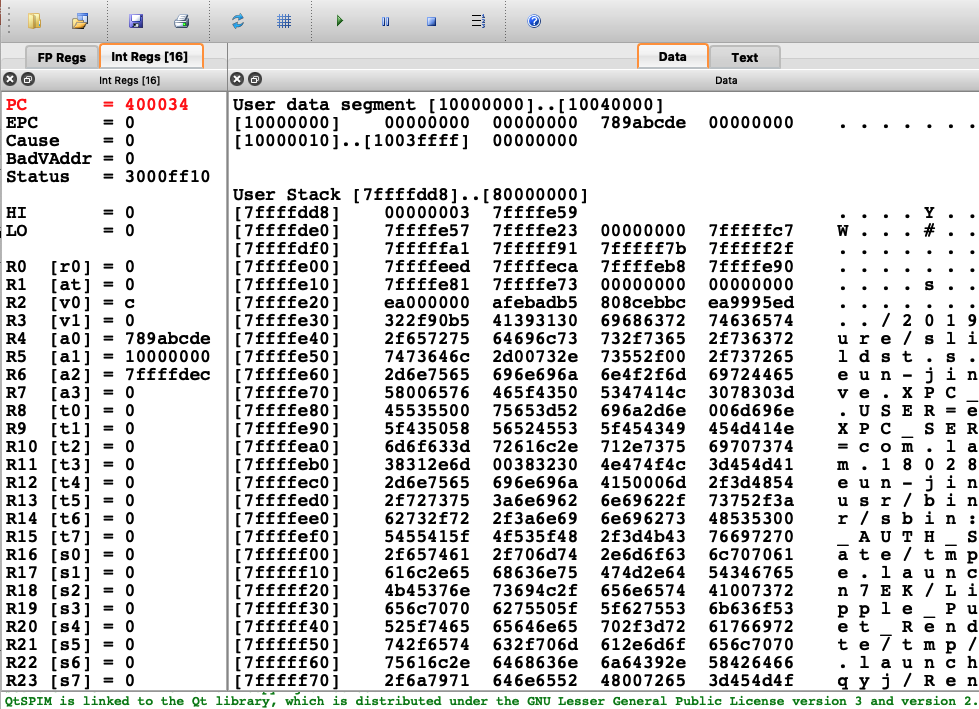 FP Regs
Int Regs [16]
Data
Text
Int Regs [16]
Data
PC = 400034
EPC = 0
Cause = 0
BadVAddr = 0
Status = 3000ff10
HI = 0
LO = 0
R0 [r0] = 0
R1 [at] = 0
R2 [v0] = c
R3 [v1] = 0
R4 [a0] = 789abcde
R5 [a1] = 10000000
R6 [a2] = 7ffffdec
R7 [a3] = 0
R8 [t0] = 0
R9 [t1] = 0
R10 [t2] = 0
R11 [t3] = 0
R12 [t4] = 0
R13 [t5] = 0
R14 [t6] = 0
R15 [t7] = 0
R16 [s0] = 0
R17 [s1] = 0
R18 [s2] = 0
R19 [s3] = 0
R20 [s4] = 0
R21 [s5] = 0
R22 [s6] = 0
R23 [s7] = 0
User data segment [10000000]..[10040000]
[10000000] 00000000 00000000 789abcde 00000000 . . . . . . .
[10000010]..[1003ffff] 00000000
User Stack [7ffffdd8]..[80000000]
[7ffffdd8] 00000003 7ffffe59 . . . . Y . .
[7ffffde0] 7ffffe57 7ffffe23 00000000 7fffffc7 W . . . # . .
[7ffffdf0] 7fffffa1 7fffff91 7fffff7b 7fffff2f . . . . . . .
[7ffffe00] 7ffffeed 7ffffeca 7ffffeb8 7ffffe90 . . . . . . .
[7ffffe10] 7ffffe81 7ffffe73 00000000 00000000 . . . . s . .
[7ffffe20] ea000000 afebadb5 808cebbc ea9995ed . . . . . . .
[7ffffe30] 322f90b5 41393130 69686372 74636574 . . / 2 0 1 9
[7ffffe40] 2f657275 64696c73 732f7365 2f736372 u r e / s l i
[7ffffe50] 7473646c 2d00732e 73552f00 2f737265 l d s t . s .
[7ffffe60] 2d6e7565 696e696a 6e4f2f6d 69724465 e u n - j i n
[7ffffe70] 58006576 465f4350 5347414c 3078303d v e . X P C _
[7ffffe80] 45535500 75653d52 696a2d6e 006d696e . U S E R = e
[7ffffe90] 5f435058 56524553 5f454349 454d414e X P C _ S E R
[7ffffea0] 6d6f633d 72616c2e 712e7375 69707374 = c o m . l a
[7ffffeb0] 38312e6d 00383230 4e474f4c 3d454d41 m . 1 8 0 2 8
[7ffffec0] 2d6e7565 696e696a 4150006d 2f3d4854 e u n - j i n
[7ffffed0] 2f727375 3a6e6962 6e69622f 73752f3a u s r / b i n
[7ffffee0] 62732f72 2f3a6e69 6e696273 48535300 r / s b i n :
[7ffffef0] 5455415f 4f535f48 2f3d4b43 76697270 _ A U T H _ S
[7fffff00] 2f657461 2f706d74 2e6d6f63 6c707061 a t e / t m p
[7fffff10] 616c2e65 68636e75 474d2e64 54346765 e . l a u n c
[7fffff20] 4b45376e 73694c2f 656e6574 41007372 n 7 E K / L i
[7fffff30] 656c7070 6275505f 5f627553 6b636f53 p p l e _ P u
[7fffff40] 525f7465 65646e65 702f3d72 61766972 e t _ R e n d
[7fffff50] 742f6574 632f706d 612e6d6f 656c7070 t e / t m p /
[7fffff60] 75616c2e 6468636e 6a64392e 58426466 . l a u n c h
[7fffff70] 2f6a7971 646e6552 48007265 3d454d4f q y j / R e n
QtSPIM is linked to the Qt library, which is distributed under the GNU Lesser General Public License version 3 and version 2.